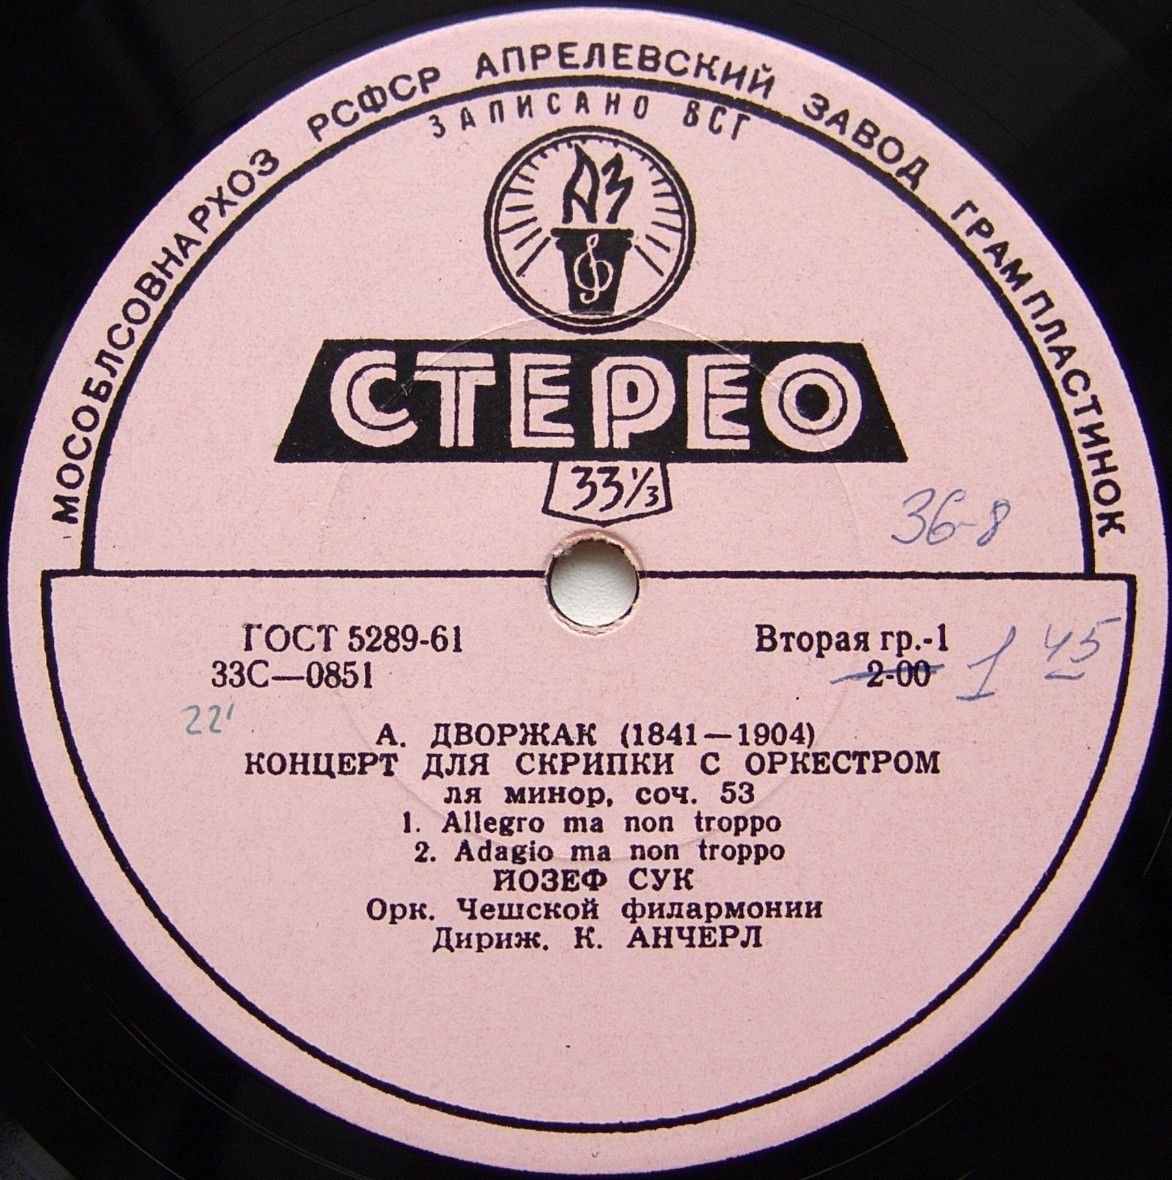 МОСОБЛСОВНАРХОЗ РСФСР АПРЕЛЕВСКИЙ ЗАВОД ГРАМПЛАСТИНОК
ЗАПИСАНО ВСГ
АЗ
СТЕРЕО
33⅓
36-8
ГОСТ 5289-61
Вторая гр.-1
33С—0851
2-00
1 45
22'
А. ДВОРЖАК (1841—1904)
КОНЦЕРТ ДЛЯ СКРИПКИ С ОРКЕСТРОМ
ля минор, соч. 53
1. Allegro ma non troppo
2. Adagio ma non troppo
ЙОЗЕФ СУК
Орк. Чешской филармонии
Дириж. К. АНЧЕРЛ